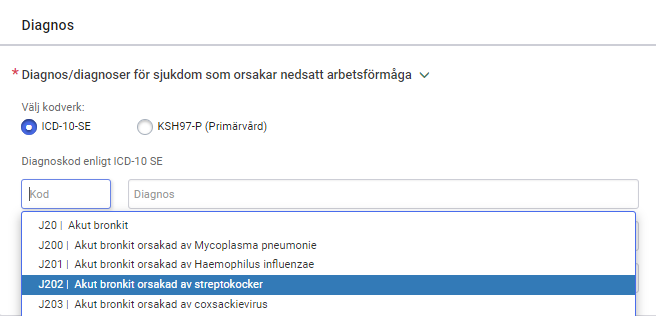 Diagnos
* Diagnos/diagnoser för sjukdom som orsakar nedsatt arbetsförmåga
Välj kodverk:
ICD-10-SE KSH97-P (Primärvård)
Diagnoskod enligt ICD-10 SE
Kod Diagnos
J20 | Akut bronkit
J200 | Akut bronkit orsakad av Mycoplasma pneumonie
J201 | Akut bronkit orsakad av Haemophilus influenzae
J202 | Akut bronkit orsakad av streptokocker
J203 | Akut bronkit orsakad av coxsackievirus